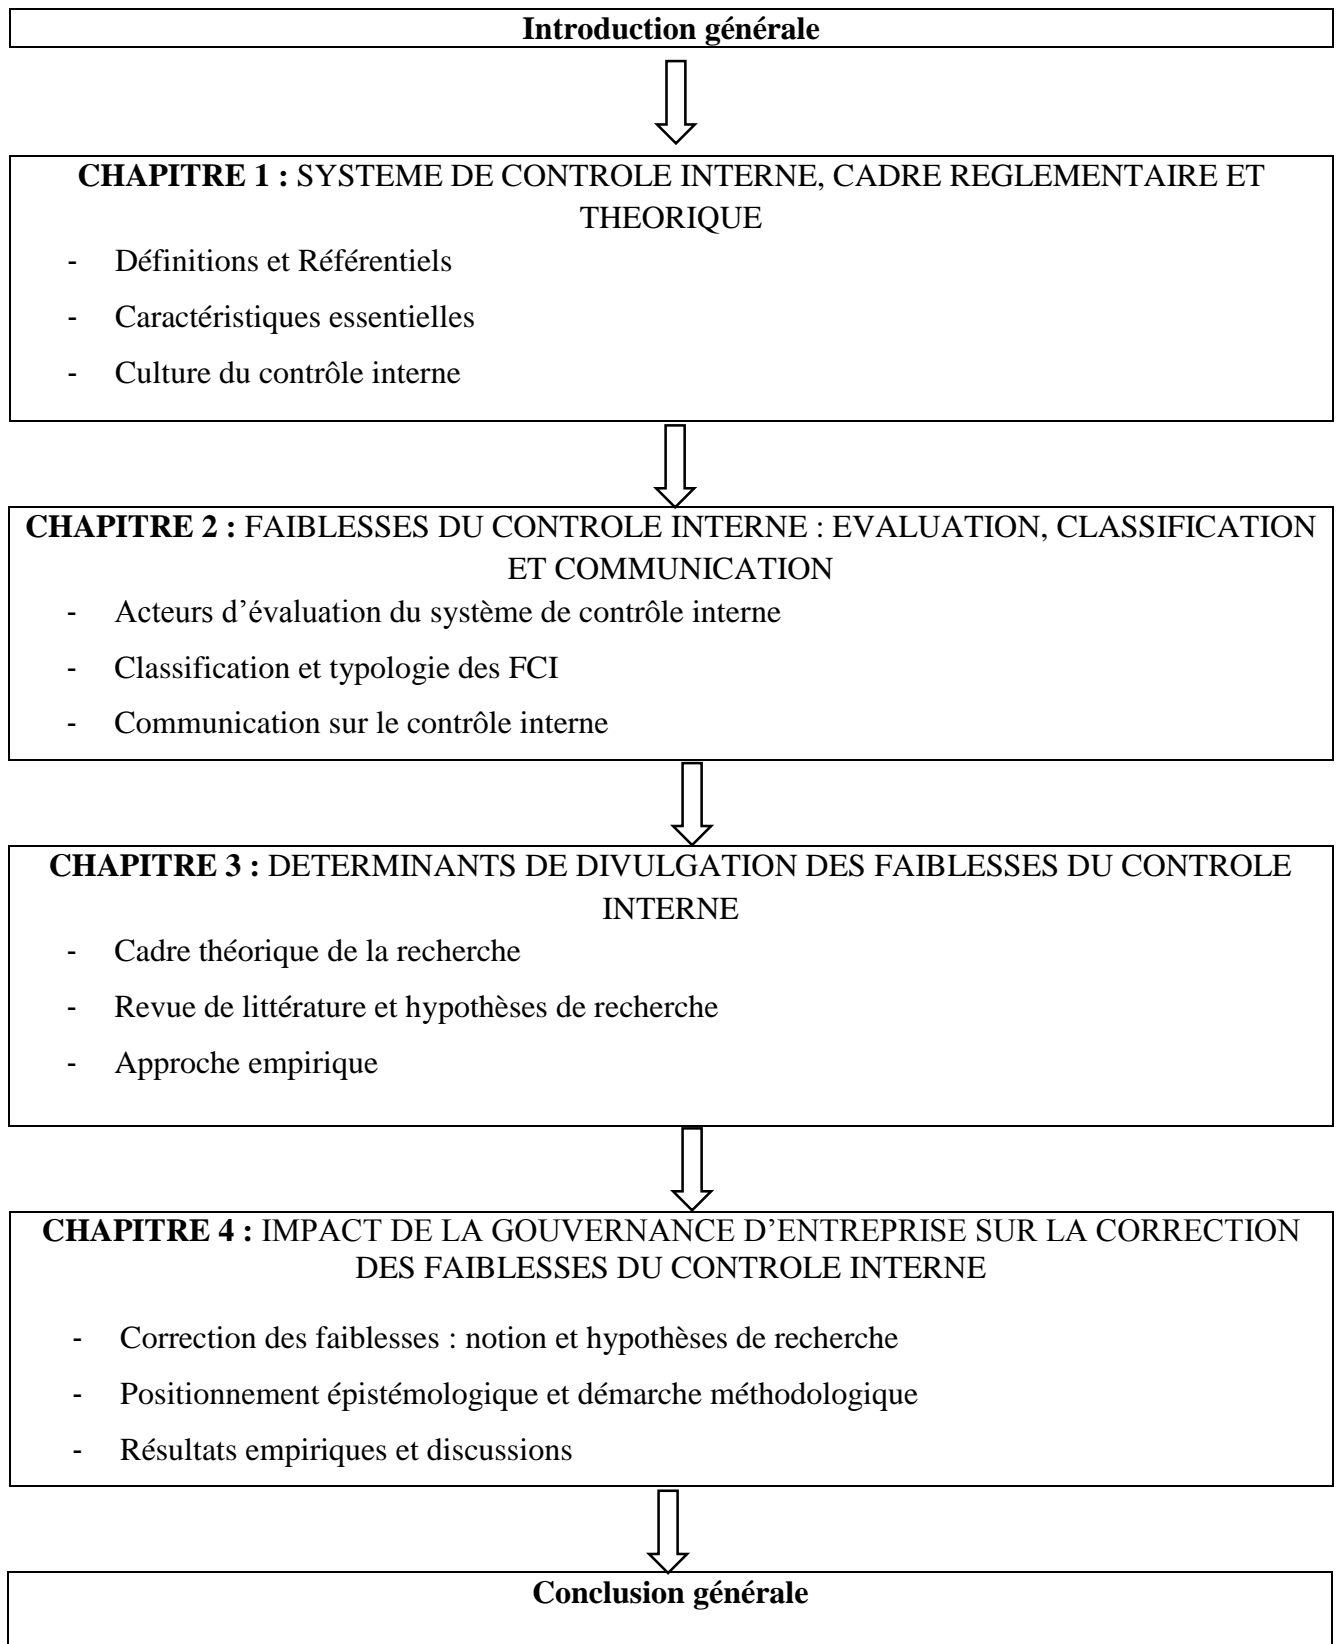 Introduction générale
CHAPITRE 1 : SYSTEME DE CONTROLE INTERNE, CADRE REGLEMENTAIRE ET
THEORIQUE
- Définitions et Référentiels
- Caractéristiques essentielles
- Culture du contrôle interne
CHAPITRE 2 : FAIBLESSES DU CONTROLE INTERNE : EVALUATION, CLASSIFICATION
ET COMMUNICATION
- Acteurs d’évaluation du système de contrôle interne
- Classification et typologie des FCI
- Communication sur le contrôle interne
CHAPITRE 3 : DETERMINANTS DE DIVULGATION DES FAIBLESSES DU CONTROLE
INTERNE
- Cadre théorique de la recherche
- Revue de littérature et hypothèses de recherche
- Approche empirique
CHAPITRE 4 : IMPACT DE LA GOUVERNANCE D’ENTREPRISE SUR LA CORRECTION
DES FAIBLESSES DU CONTROLE INTERNE
- Correction des faiblesses : notion et hypothèses de recherche
- Positionnement épistémologique et démarche méthodologique
- Résultats empiriques et discussions
Conclusion générale